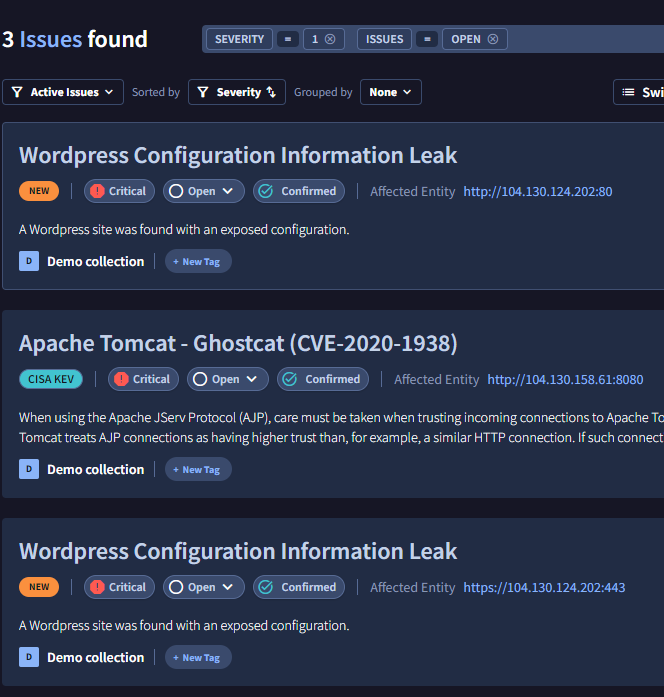 3 Issues found SEVERITY = 1 ISSUES = OPEN
Active Issues Sorted by Severity Grouped by None
Wordpress Configuration Information Leak
NEW Critical Open Confirmed Affected Entity http://104.130.124.202:80
A Wordpress site was found with an exposed configuration.
D Demo collection + New Tag
Apache Tomcat - Ghostcat (CVE-2020-1938)
CISA KEV Critical Open Confirmed Affected Entity http://104.130.158.61:8080
When using the Apache JServ Protocol (AJP), care must be taken when trusting incoming connections to Apache
Tomcat treats AJP connections as having higher trust than, for example, a similar HTTP connection. If such
D Demo collection + New Tag
Wordpress Configuration Information Leak
NEW Critical Open Confirmed Affected Entity https://104.130.124.202:443
A Wordpress site was found with an exposed configuration.
D Demo collection + New Tag